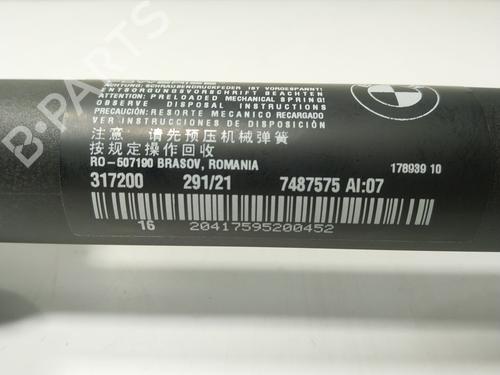 ACHTUNG, SCHRAUBENDRUCKFEDER IST VORGESPANNT!
ENTSORGUNGSVORSCHRIFT BEACHTEN
ATTENTION: PRELOADED MECHANICAL SPRING!
OBSERVE DISPOSAL INSTRUCTIONS
PRECAUCIÓN: RESORTE MECANICO RECARGADO
VER INSTRUCCIONES DE DESECHO
注意 请先预压机械弹簧
按规定操作回收
RO-507190 BRASOV, ROMANIA
178939 10
317200 291/21 7487575 AI:07
16 20417595200452
B-PARTS